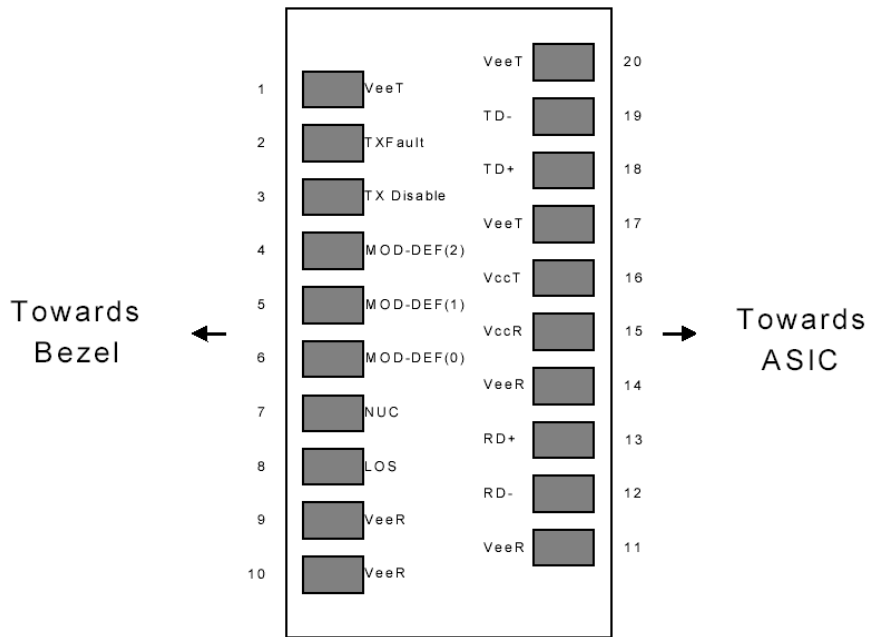 VeeT 20
1 VeeT
TD- 19
2 TXFault
TD+ 18
3 TX Disable
VeeT 17
4 MOD-DEF(2)
VccT 16
5 MOD-DEF(1)
Towards
Bezel
VccR 15
Towards
ASIC
6 MOD-DEF(0)
VeeR 14
7 NUC
RD+ 13
8 LOS
RD- 12
9 VeeR
VeeR 11
10 VeeR